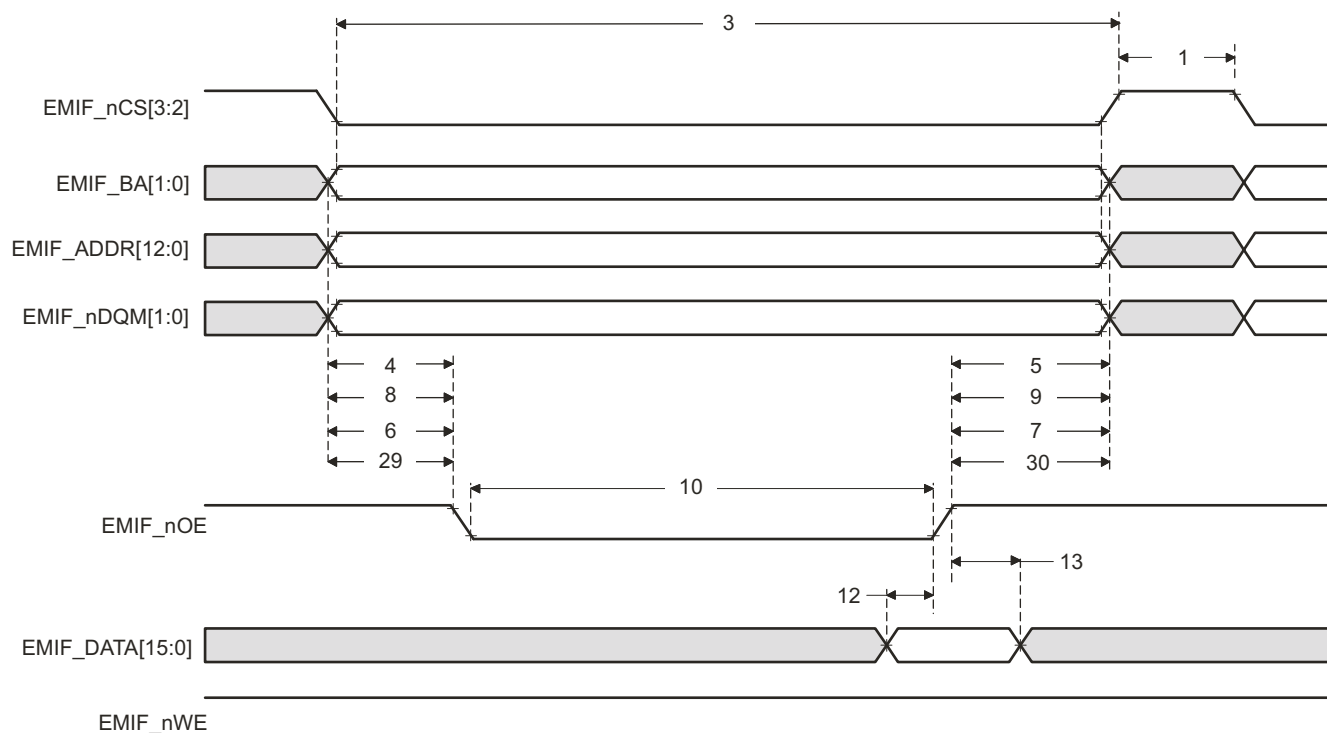 3
1
EMIF_nCS[3:2]
EMIF_BA[1:0]
EMIF_ADDR[12:0]
EMIF_nDQM[1:0]
4 5
8 9
6 7
29 30
10
EMIF_nOE
13
12
EMIF_DATA[15:0]
EMIF_nWE